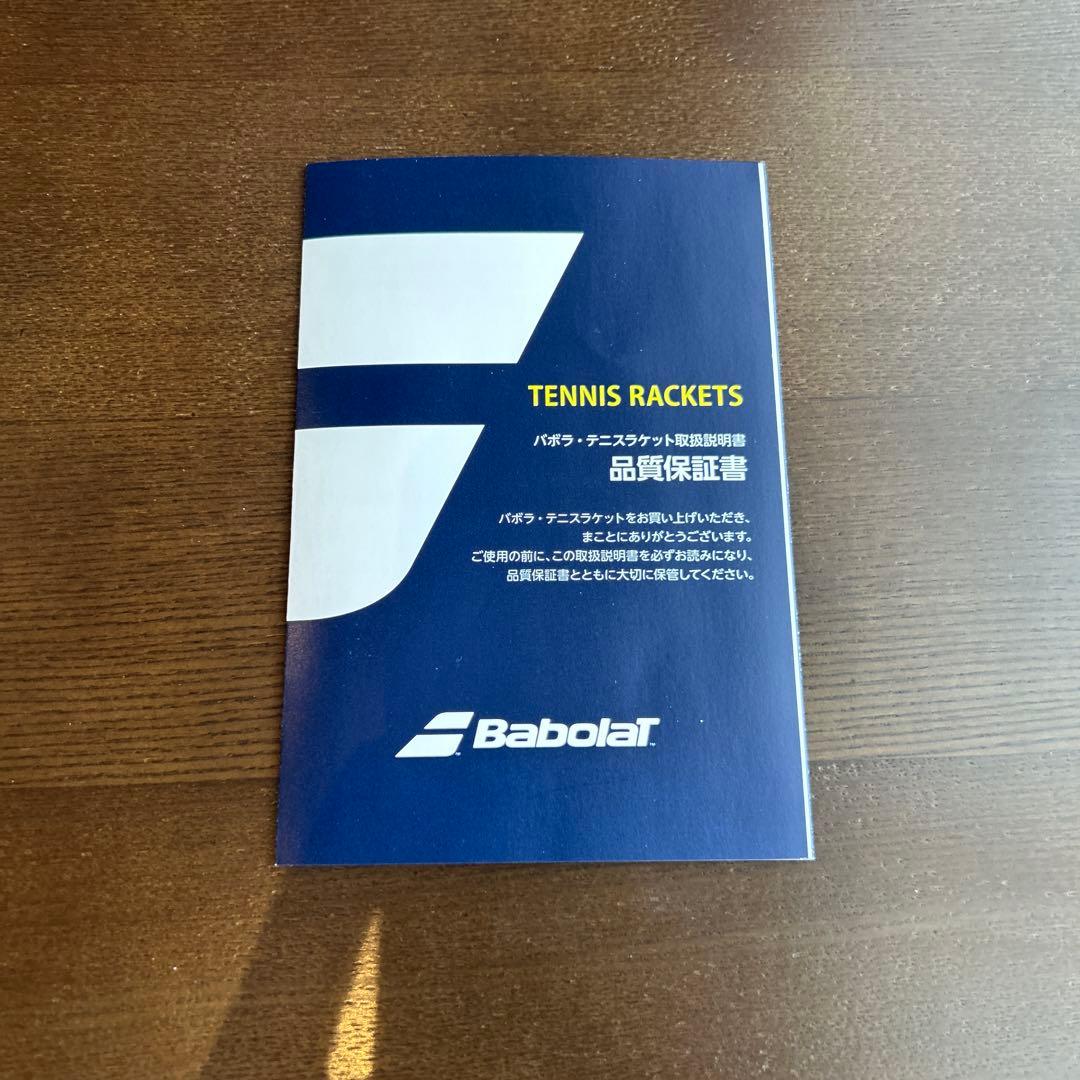 TENNIS RACKETS
バボラ・テニスラケット取扱説明書
品質保証書
バボラ・テニスラケットをお買い上げいただき、
まことにありがとうございます。
ご使用の前に、この取扱説明書を必ずお読みになり、
品質保証書とともに大切に保管してください。
BabolaT